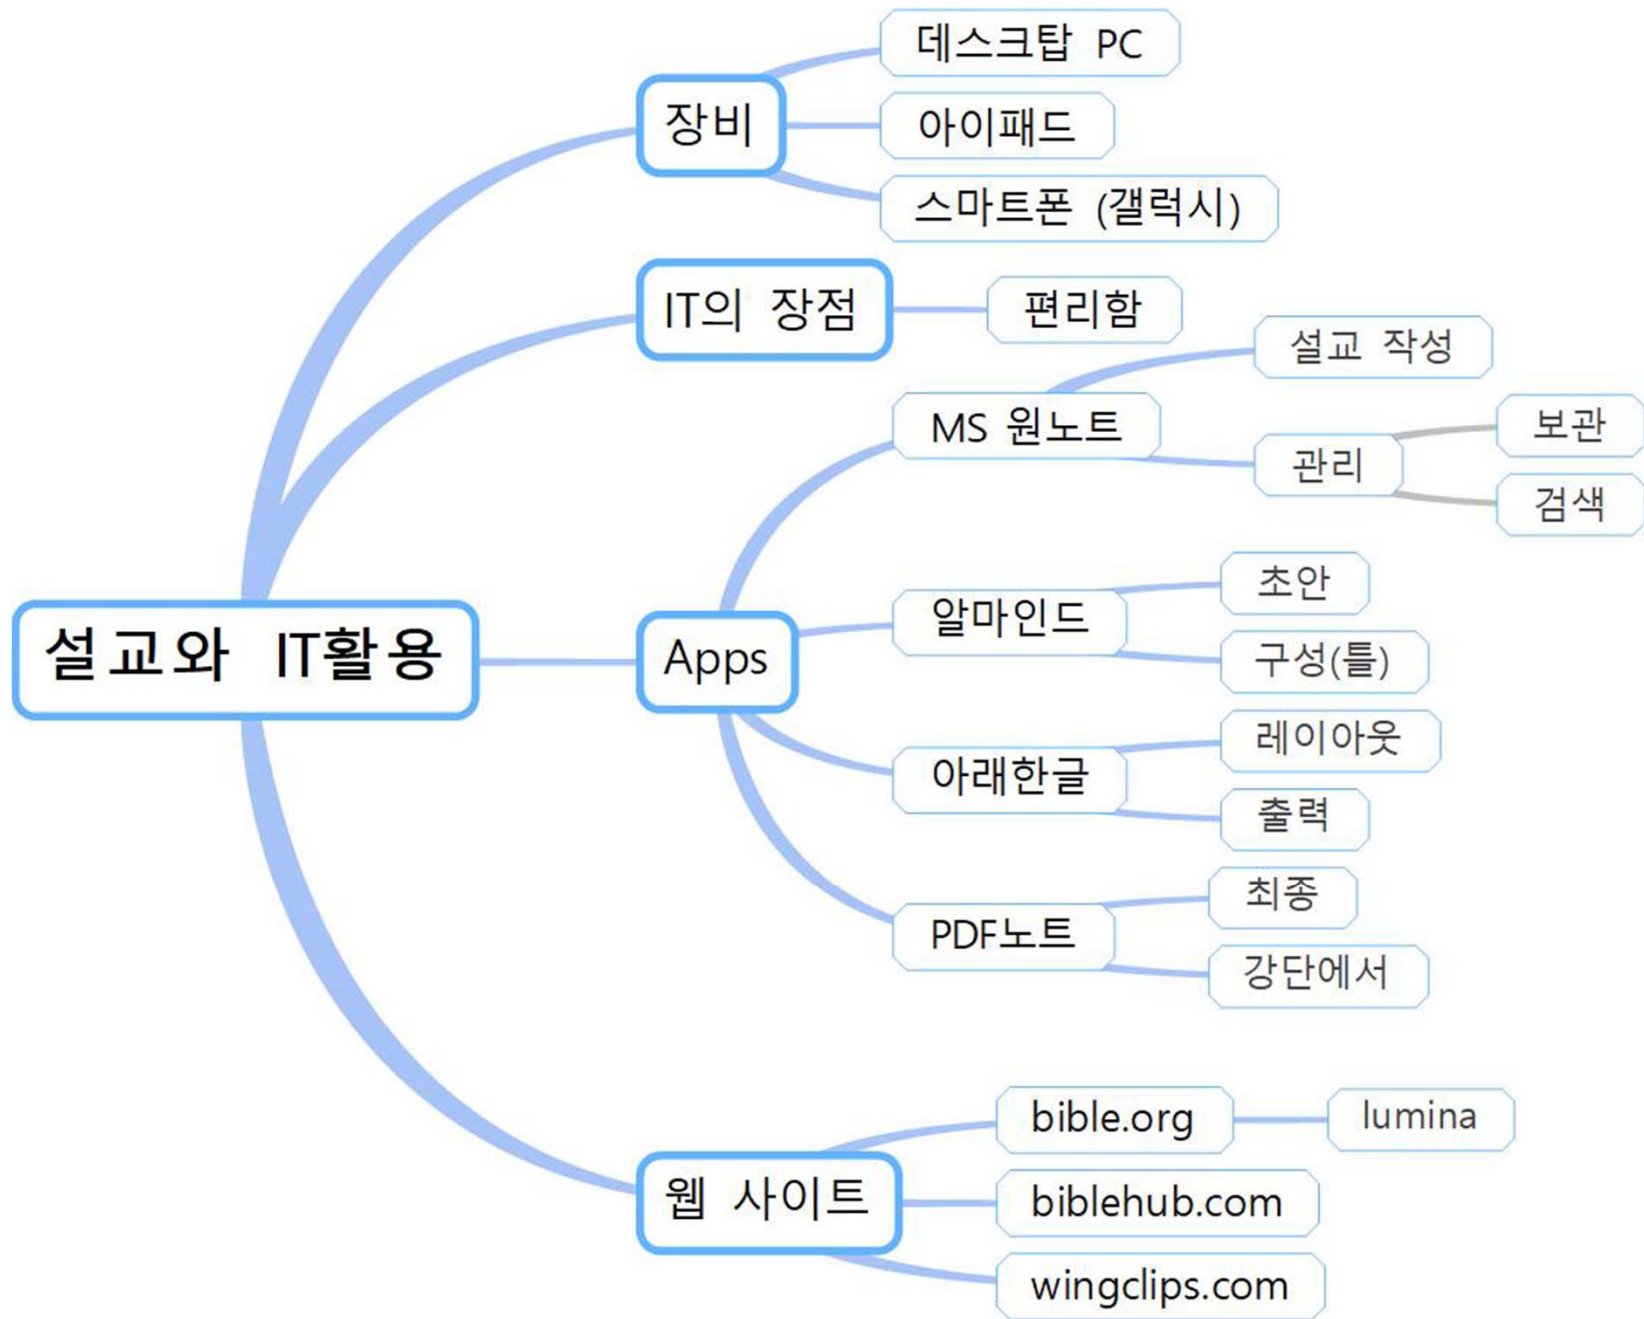 설교와 IT활용
장비
데스크탑 PC
아이패드
스마트폰 (갤럭시)
IT의 장점
편리함
Apps
MS 원노트
설교 작성
관리
보관
검색
알마인드
초안
구성(틀)
아래한글
레이아웃
출력
PDF노트
최종
강단에서
웹 사이트
bible.org
lumina
biblehub.com
wingclips.com